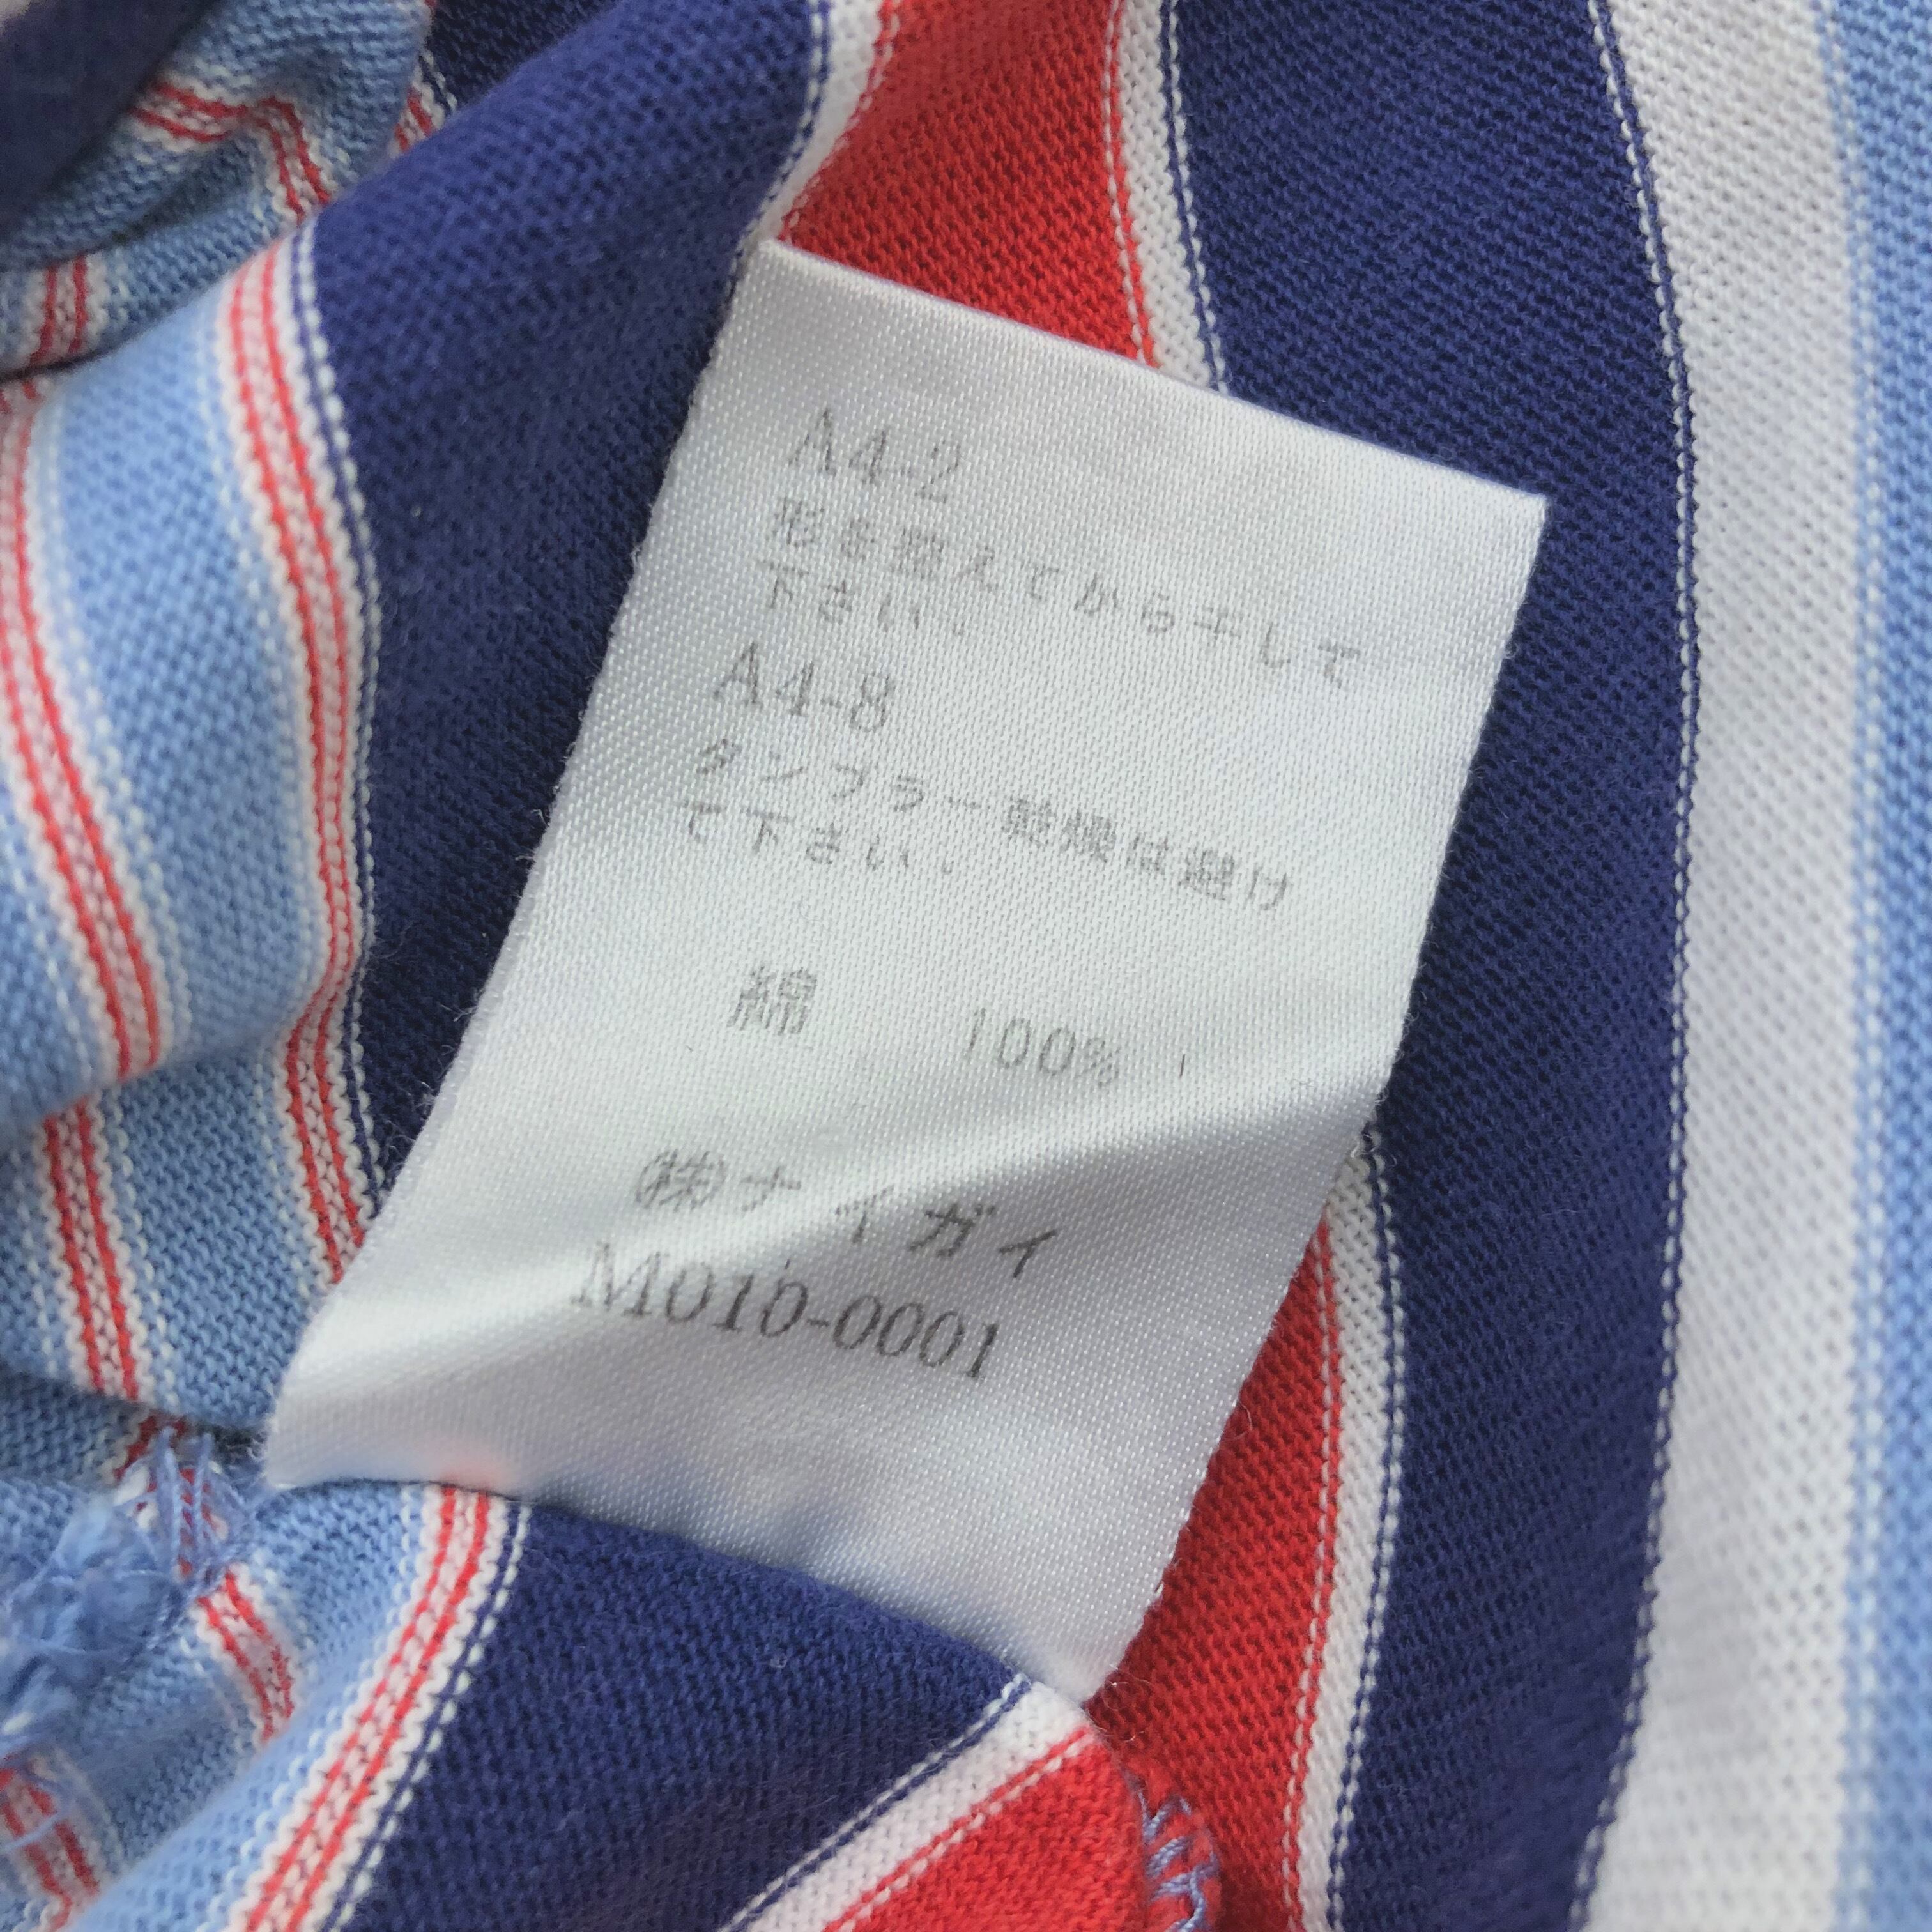 A4-2
形を整えてから干して
下さい。
A4-8
タンブラー乾燥は避け
て下さい。
綿 100%
㈱ナイガイ
M010-0001